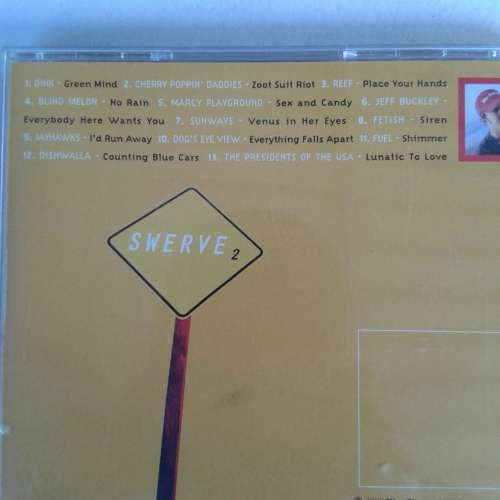 1. DINK - Green Mind 2. CHERRY POPPIN' DADDIES - Zoot Suit Riot 3. REEF - Place Your Hands
4. BLIND MELON - No Rain 5. MARCY PLAYGROUND - Sex and Candy 6. JEFF BUCKLEY -
Everybody Here Wants You 7. SUNWAYS - Venus in Her Eyes 8. FETISH - Siren
9. JAYHAWKS - I'd Run Away 10. DOG'S EYE VIEW - Everything Falls Apart 11. FUEL - Shimmer
12. DISHWALLA - Counting Blue Cars 13. THE PRESIDENTS OF THE USA - Lunatic To Love
SWERVE 2